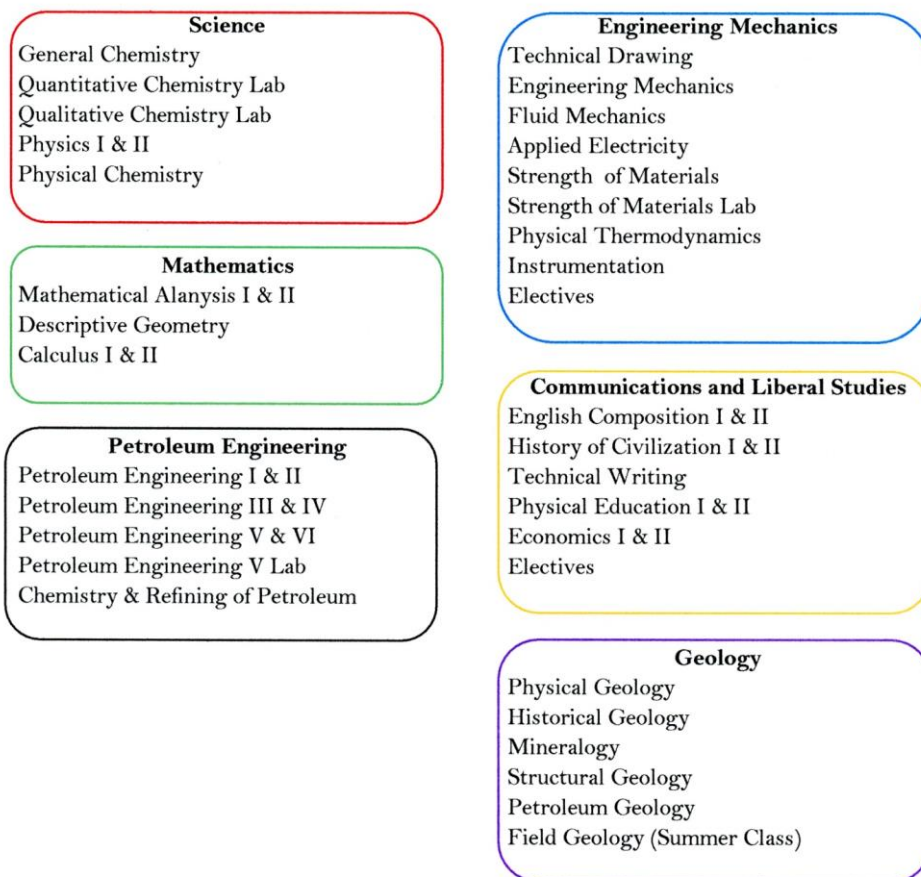 Science
General Chemistry
Quantitative Chemistry Lab
Qualitative Chemistry Lab
Physics I & II
Physical Chemistry
Mathematics
Mathematical Alanysis I & II
Descriptive Geometry
Calculus I & II
Petroleum Engineering
Petroleum Engineering I & II
Petroleum Engineering III & IV
Petroleum Engineering V & VI
Petroleum Engineering V Lab
Chemistry & Refining of Petroleum
Engineering Mechanics
Technical Drawing
Engineering Mechanics
Fluid Mechanics
Applied Electricity
Strength of Materials
Strength of Materials Lab
Physical Thermodynamics
Instrumentation
Electives
Communications and Liberal Studies
English Composition I & II
History of Civilization I & II
Technical Writing
Physical Education I & II
Economics I & II
Electives
Geology
Physical Geology
Historical Geology
Mineralogy
Structural Geology
Petroleum Geology
Field Geology (Summer Class)